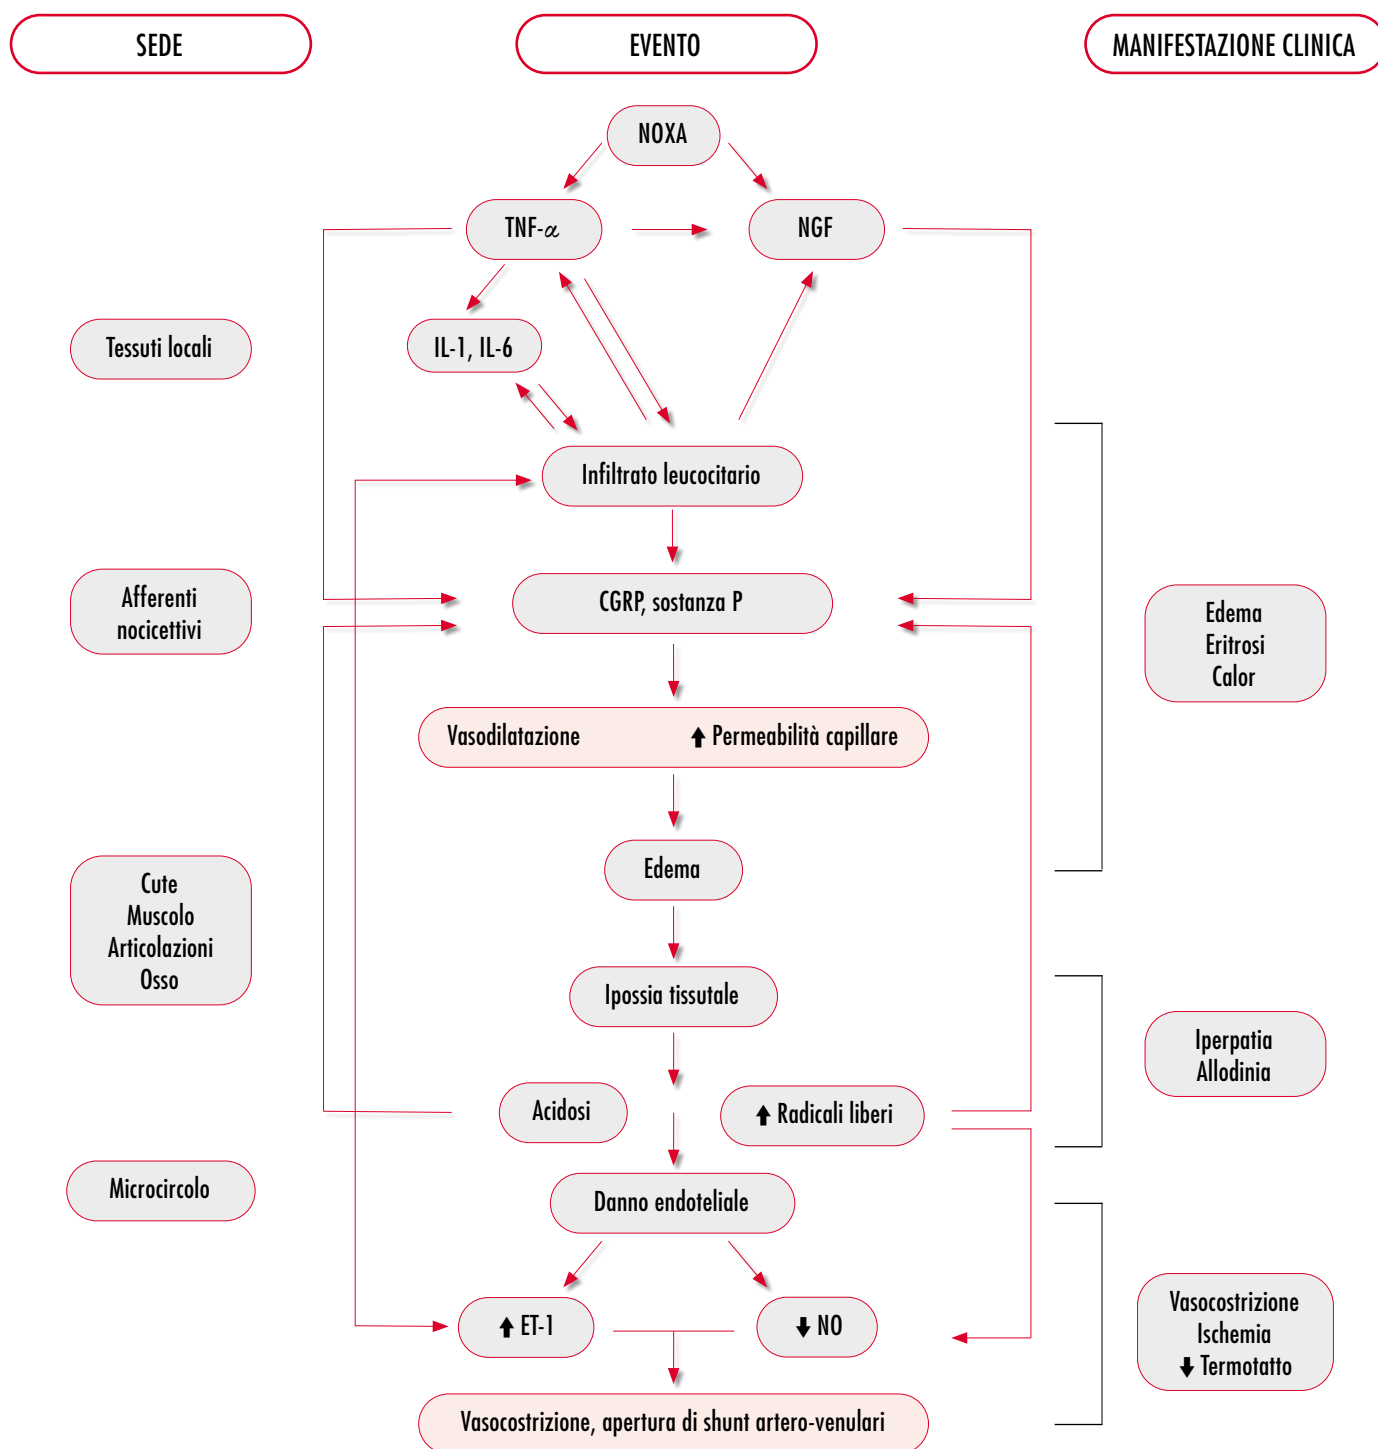 SEDE
EVENTO
MANIFESTAZIONE CLINICA
NOXA
TNF-α
NGF
Tessuti locali
IL-1, IL-6
Infiltrato leucocitario
Afferenti
nocicettivi
CGRP, sostanza P
Edema
Eritrosi
Calor
Vasodilatazione
⬆ Permeabilità capillare
Edema
Cute
Muscolo
Articolazioni
Osso
Ipossia tissutale
Iperpatia
Allodinia
Acidosi
⬆ Radicali liberi
Microcircolo
Danno endoteliale
⬆ ET-1
⬇ NO
Vasocostrizione
Ischemia
⬇ Termotatto
Vasocostrizione, apertura di shunt artero-venulari